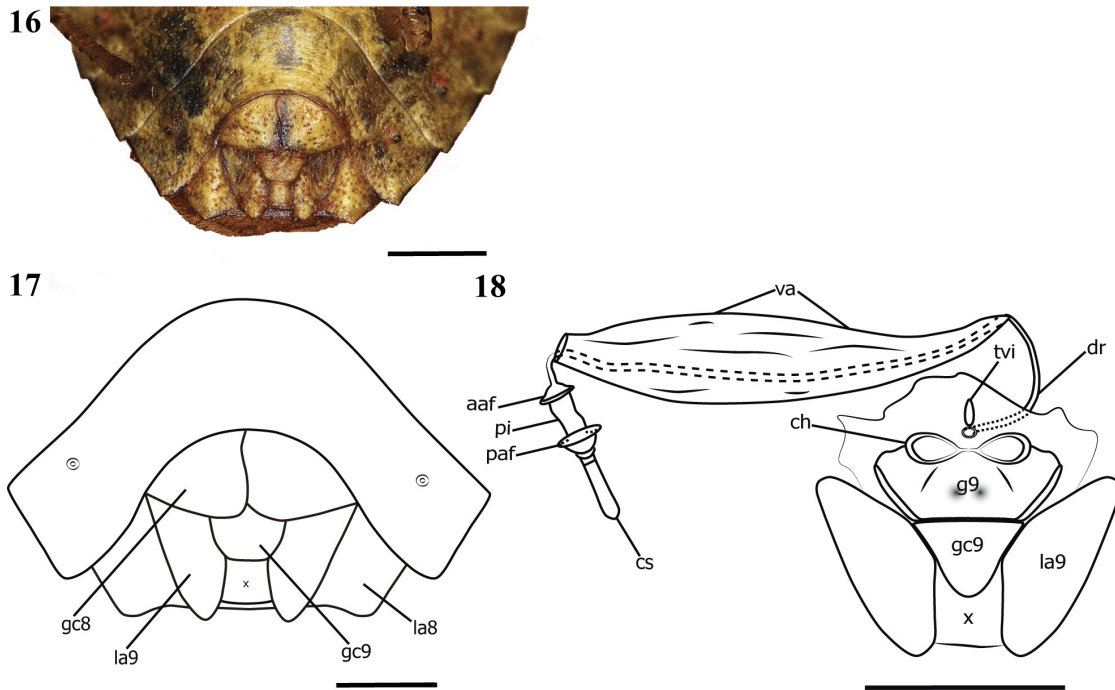 16
17
18
va
tvi
dr
aaf
pi
paf
ch
g9
cs
gc9
la9
x
x
gc8
la9
la8
gc9